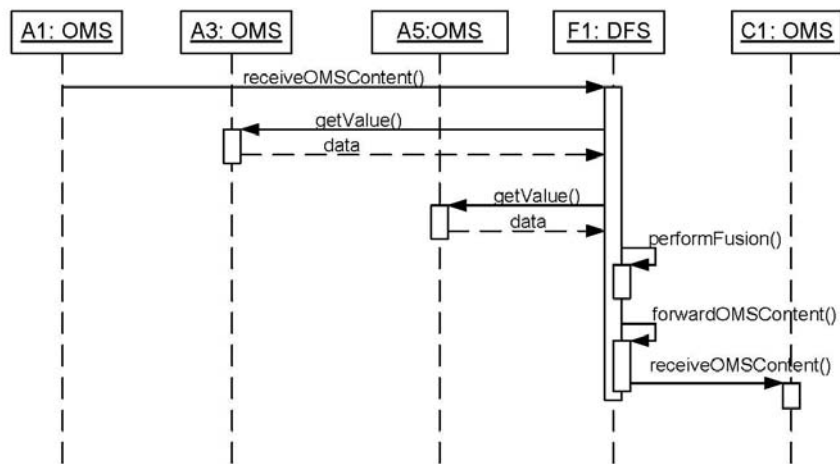 A1: OMS
A3: OMS
A5:OMS
F1: DFS
C1: OMS
receiveOMSContent()
getValue()
data
getValue()
data
performFusion()
forwardOMSContent()
receiveOMSContent()